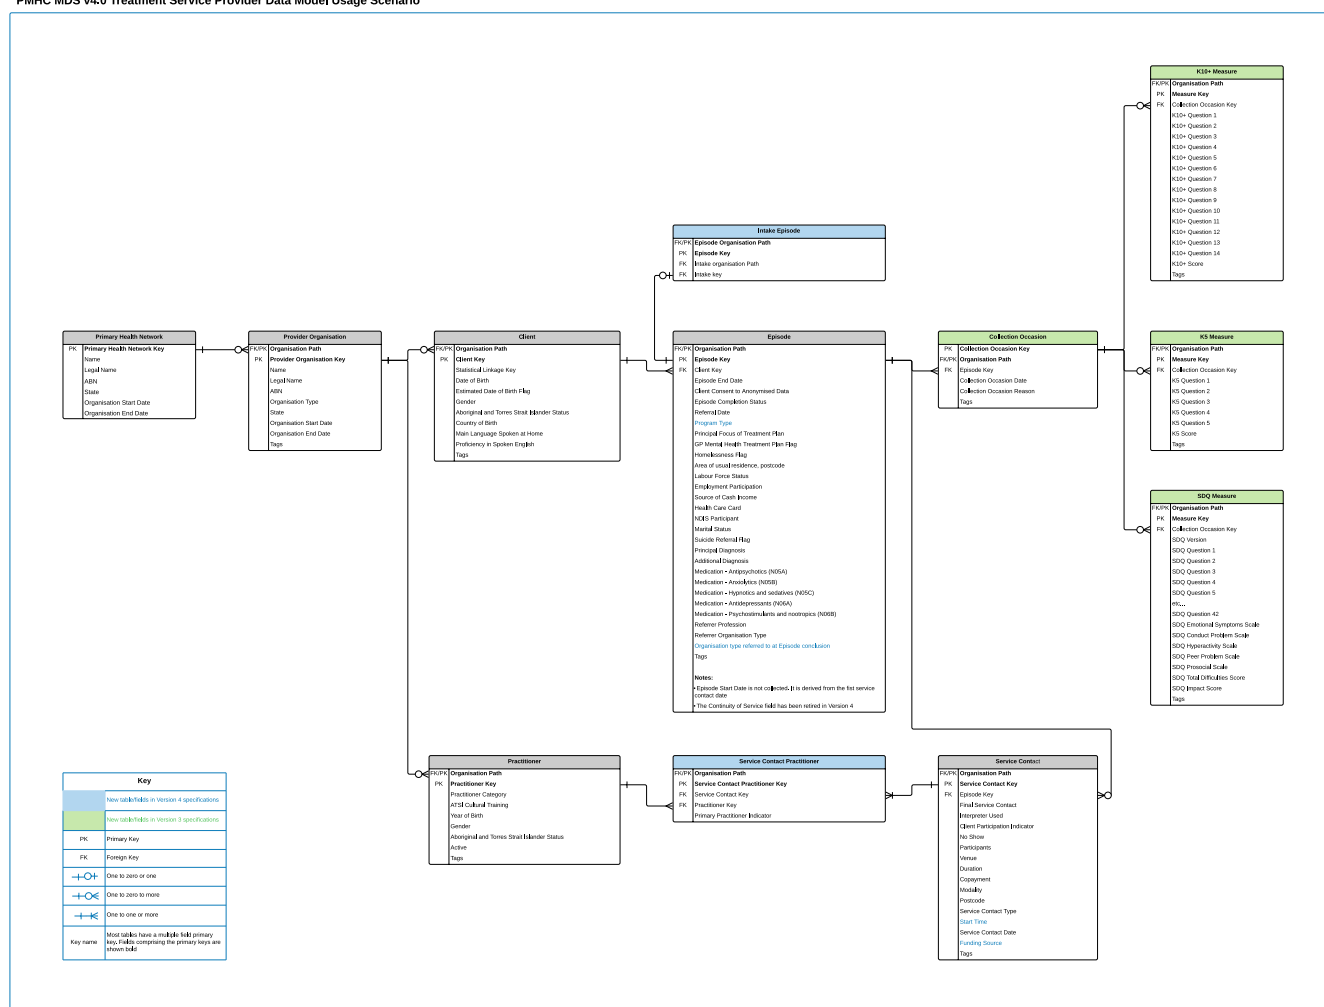 PMHC MDS v4.0 Treatment Service Provider Data Model Usage Scenario
K10+ Measure
FK/PK Organisation Path
PK Measure Key
FK Collection Occasion Key
K10+ Question 1
K10+ Question 2
K10+ Question 3
K10+ Question 4
K10+ Question 5
K10+ Question 6
K10+ Question 7
K10+ Question 8
K10+ Question 9
K10+ Question 10
K10+ Question 11
K10+ Question 12
K10+ Question 13
K10+ Question 14
K10+ Score
Tags
Intake Episode
FK/PK Episode Organisation Path
PK Episode Key
FK Intake organisation Path
FK Intake key
Primary Health Network
PK Primary Health Network Key
Name
Legal Name
ABN
State
Organisation Start Date
Organisation End Date
Provider Organisation
FK/PK Organisation Path
PK Provider Organisation Key
Name
Legal Name
ABN
Organisation Type
State
Organisation Start Date
Organisation End Date
Tags
Client
FK/PK Organisation Path
PK Client Key
Statistical Linkage Key
Date of Birth
Estimated Date of Birth Flag
Gender
Aboriginal and Torres Strait Islander Status
Country of Birth
Main Language Spoken at Home
Proficiency in Spoken English
Tags
Episode
FK/PK Organisation Path
PK Episode Key
FK Client Key
Episode End Date
Client Consent to Anonymised Data
Episode Completion Status
Referral Date
Program Type
Principal Focus of Treatment Plan
GP Mental Health Treatment Plan Flag
Homelessness Flag
Area of usual residence, postcode
Labour Force Status
Employment Participation
Source of Cash Income
Health Care Card
NDIS Participant
Marital Status
Suicide Referral Flag
Principal Diagnosis
Additional Diagnosis
Medication - Antipsychotics (N05A)
Medication - Anxiolytics (N05B)
Medication - Hypnotics and sedatives (N05C)
Medication - Antidepressants (N06A)
Medication - Psychostimulants and nootropics (N06B)
Referrer Profession
Referrer Organisation Type
Organisation type referred to at Episode conclusion
Tags
Notes:
• Episode Start Date is not collected. It is derived from the fist service
contact date
• The Continuity of Service field has been retired in Version 4
Collection Occasion
PK Collection Occasion Key
FK/PK Organisation Path
FK Episode Key
Collection Occasion Date
Collection Occasion Reason
Tags
K5 Measure
FK/PK Organisation Path
PK Measure Key
FK Collection Occasion Key
K5 Question 1
K5 Question 2
K5 Question 3
K5 Question 4
K5 Question 5
K5 Score
Tags
SDQ Measure
FK/PK Organisation Path
PK Measure Key
FK Collection Occasion Key
SDQ Version
SDQ Question 1
SDQ Question 2
SDQ Question 3
SDQ Question 4
SDQ Question 5
etc...
SDQ Question 42
SDQ Emotional Symptoms Scale
SDQ Conduct Problem Scale
SDQ Hyperactivity Scale
SDQ Peer Problem Scale
SDQ Prosocial Scale
SDQ Total Difficulties Score
SDQ Impact Score
Tags
Practitioner
FK/PK Organisation Path
PK Practitioner Key
Practitioner Category
ATSI Cultural Training
Year of Birth
Gender
Aboriginal and Torres Strait Islander Status
Active
Tags
Service Contact Practitioner
FK/PK Organisation Path
PK Service Contact Practitioner Key
FK Service Contact Key
FK Practitioner Key
Primary Practitioner Indicator
Service Contact
FK/PK Organisation Path
PK Service Contact Key
FK Episode Key
Final Service Contact
Interpreter Used
Client Participation Indicator
No Show
Participants
Venue
Duration
Copayment
Modality
Postcode
Service Contact Type
Start Time
Service Contact Date
Funding Source
Tags
Key
New table/fields in Version 4 specifications
New table/fields in Version 3 specifications
PK Primary Key
FK Foreign Key
One to zero or one
One to zero to more
One to one or more
Key name
Most tables have a multiple field primary
key. Fields comprising the primary keys are
shown bold